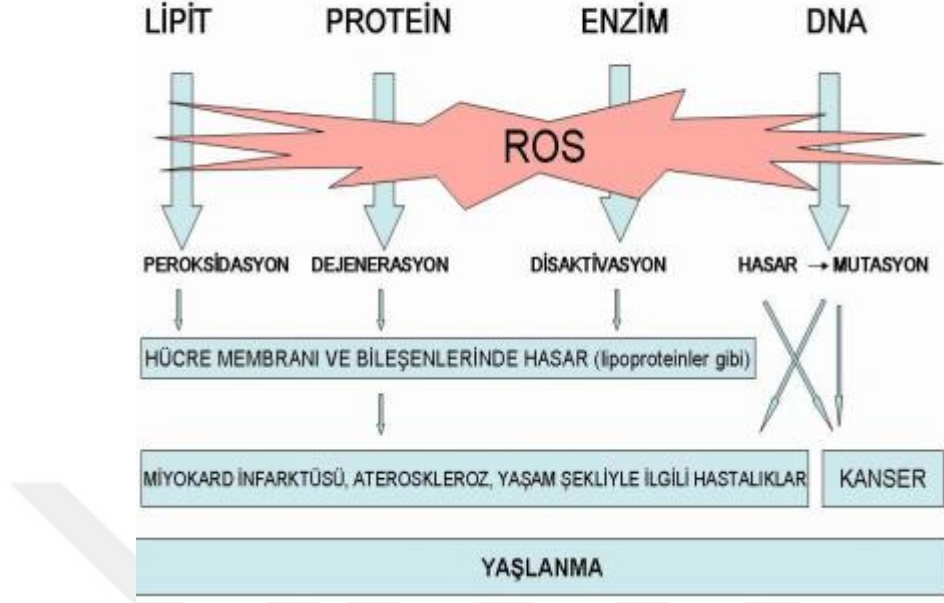 LİPİT PROTEİN ENZİM DNA
ROS
PEROKSİDASYON DEJENERASYON DİSAKTİVASYON HASAR → MUTASYON
HÜCRE MEMBRANI VE BİLEŞENLERİNDE HASAR (lipoproteinler gibi)
MİYOKARD İNFARKTÜSÜ, ATEROSKLEROZ, YAŞAM ŞEKLİYLE İLGİLİ HASTALIKLAR KANSER
YAŞLANMA